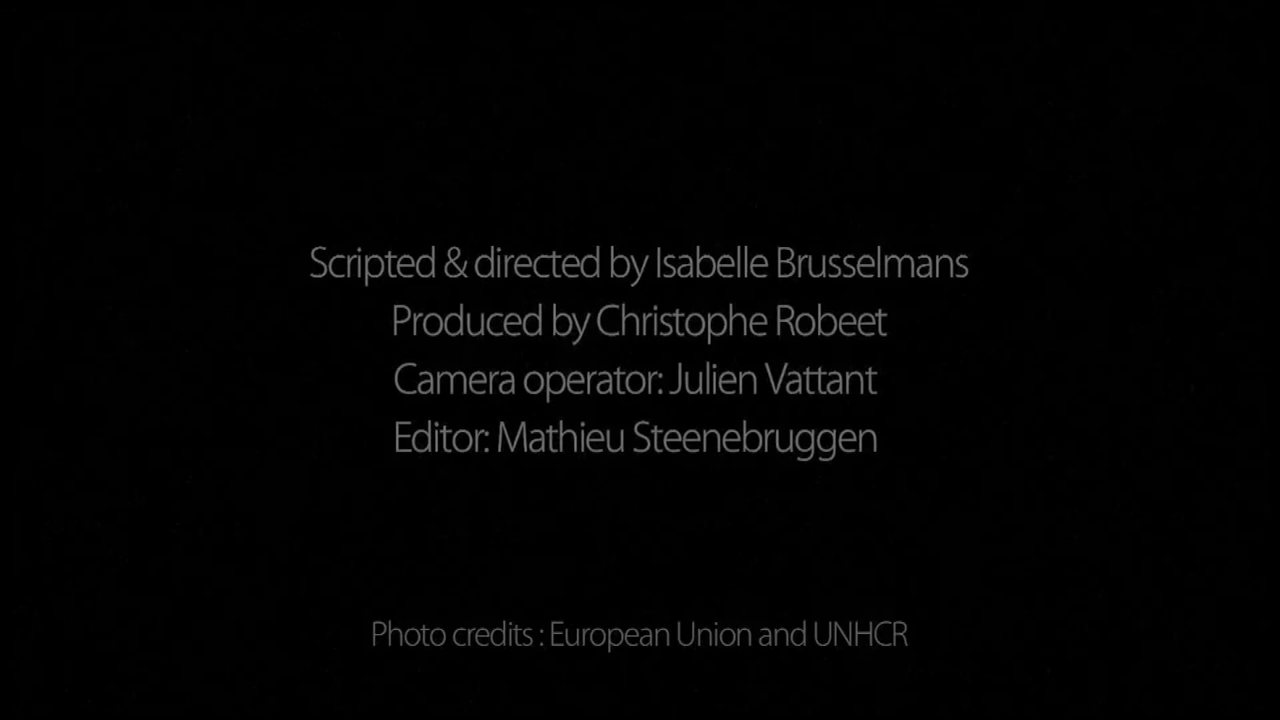 Scripted & directed by Isabelle Brusselmans
Produced by Christophe Robeet
Camera operator: Julien Vattant
Editor: Mathieu Steenebruggen
Photo credits : European Union and UNHCR